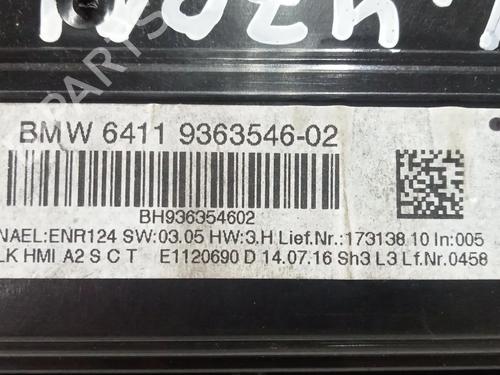 BMW 6411 9363546-02
BH936354602
NAEL:ENR124 SW:03.05 HW:3.H Lief.Nr.:173138.10 In:005
LK HMI A2 S C T E1120690 D 14.07.16 Sh3 L3 Lf.Nr.0458